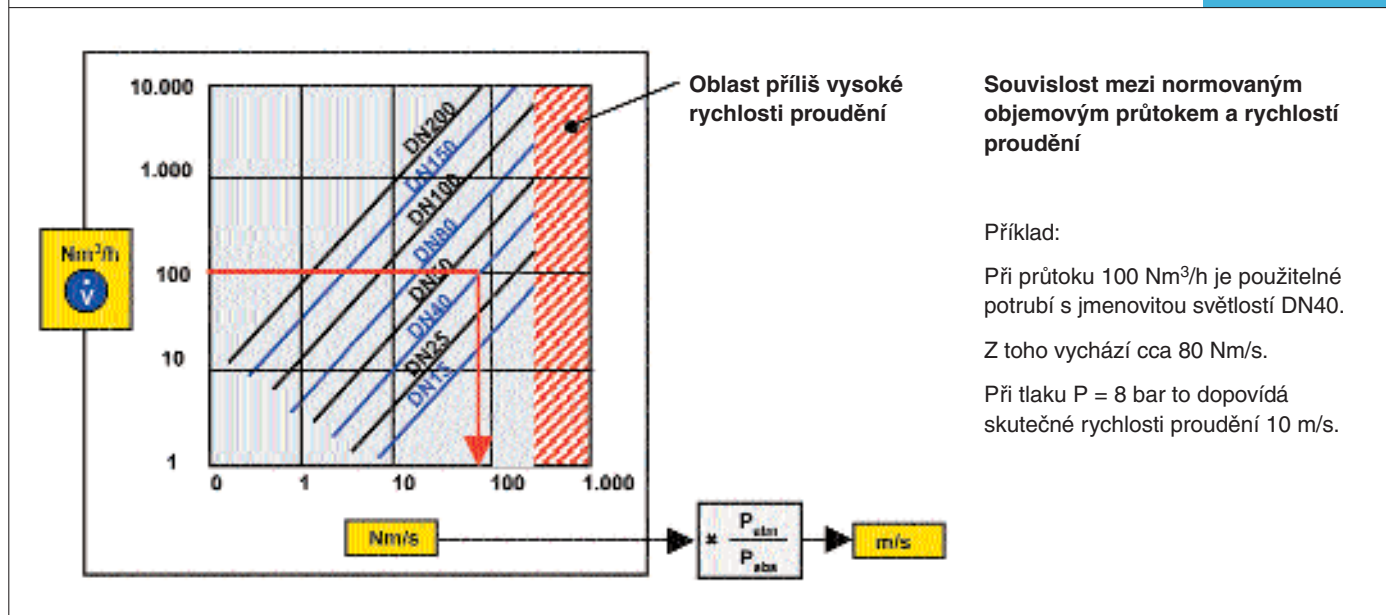 Oblast příliš vysoké
rychlosti proudění
Souvislost mezi normovaným
objemovým průtokem a rychlostí
proudění
Příklad:
Při průtoku 100 Nm³/h je použitelné
potrubí s jmenovitou světlostí DN40.
Z toho vychází cca 80 Nm/s.
Při tlaku P = 8 bar to dopovídá
skutečné rychlosti proudění 10 m/s.
10.000
1.000
100
10
1
Nm³/h
V̇
DN200
DN150
DN100
DN80
DN50
DN40
DN25
DN15
0 1 10 100 1.000
Nm/s
* P atm
P abs
m/s